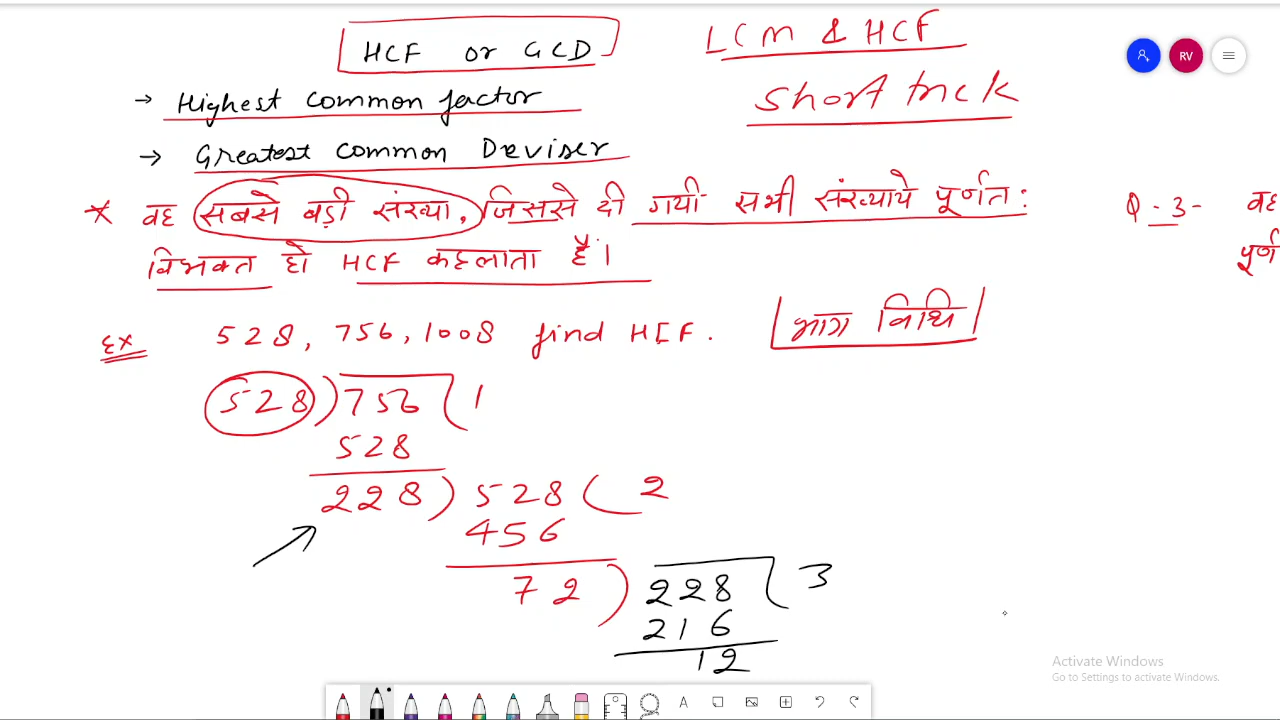 HCF or GCD
LCM & HCF
→ Highest common factor
short trick
→ Greatest common Deviser
* वह सबसे बड़ी संख्या, जिससे दी गयी सभी संख्याये पूर्णत:
विभक्त हो HCF कहलाता है।
Q-3- वह
पूर्ण
Ex 528, 756, 1008 find HCF.
भाग विधि
528) 756 ( 1
528
228) 528 ( 2
456
72) 228 ( 3
216
12
RV
Activate Windows
Go to Settings to activate Windows.
A